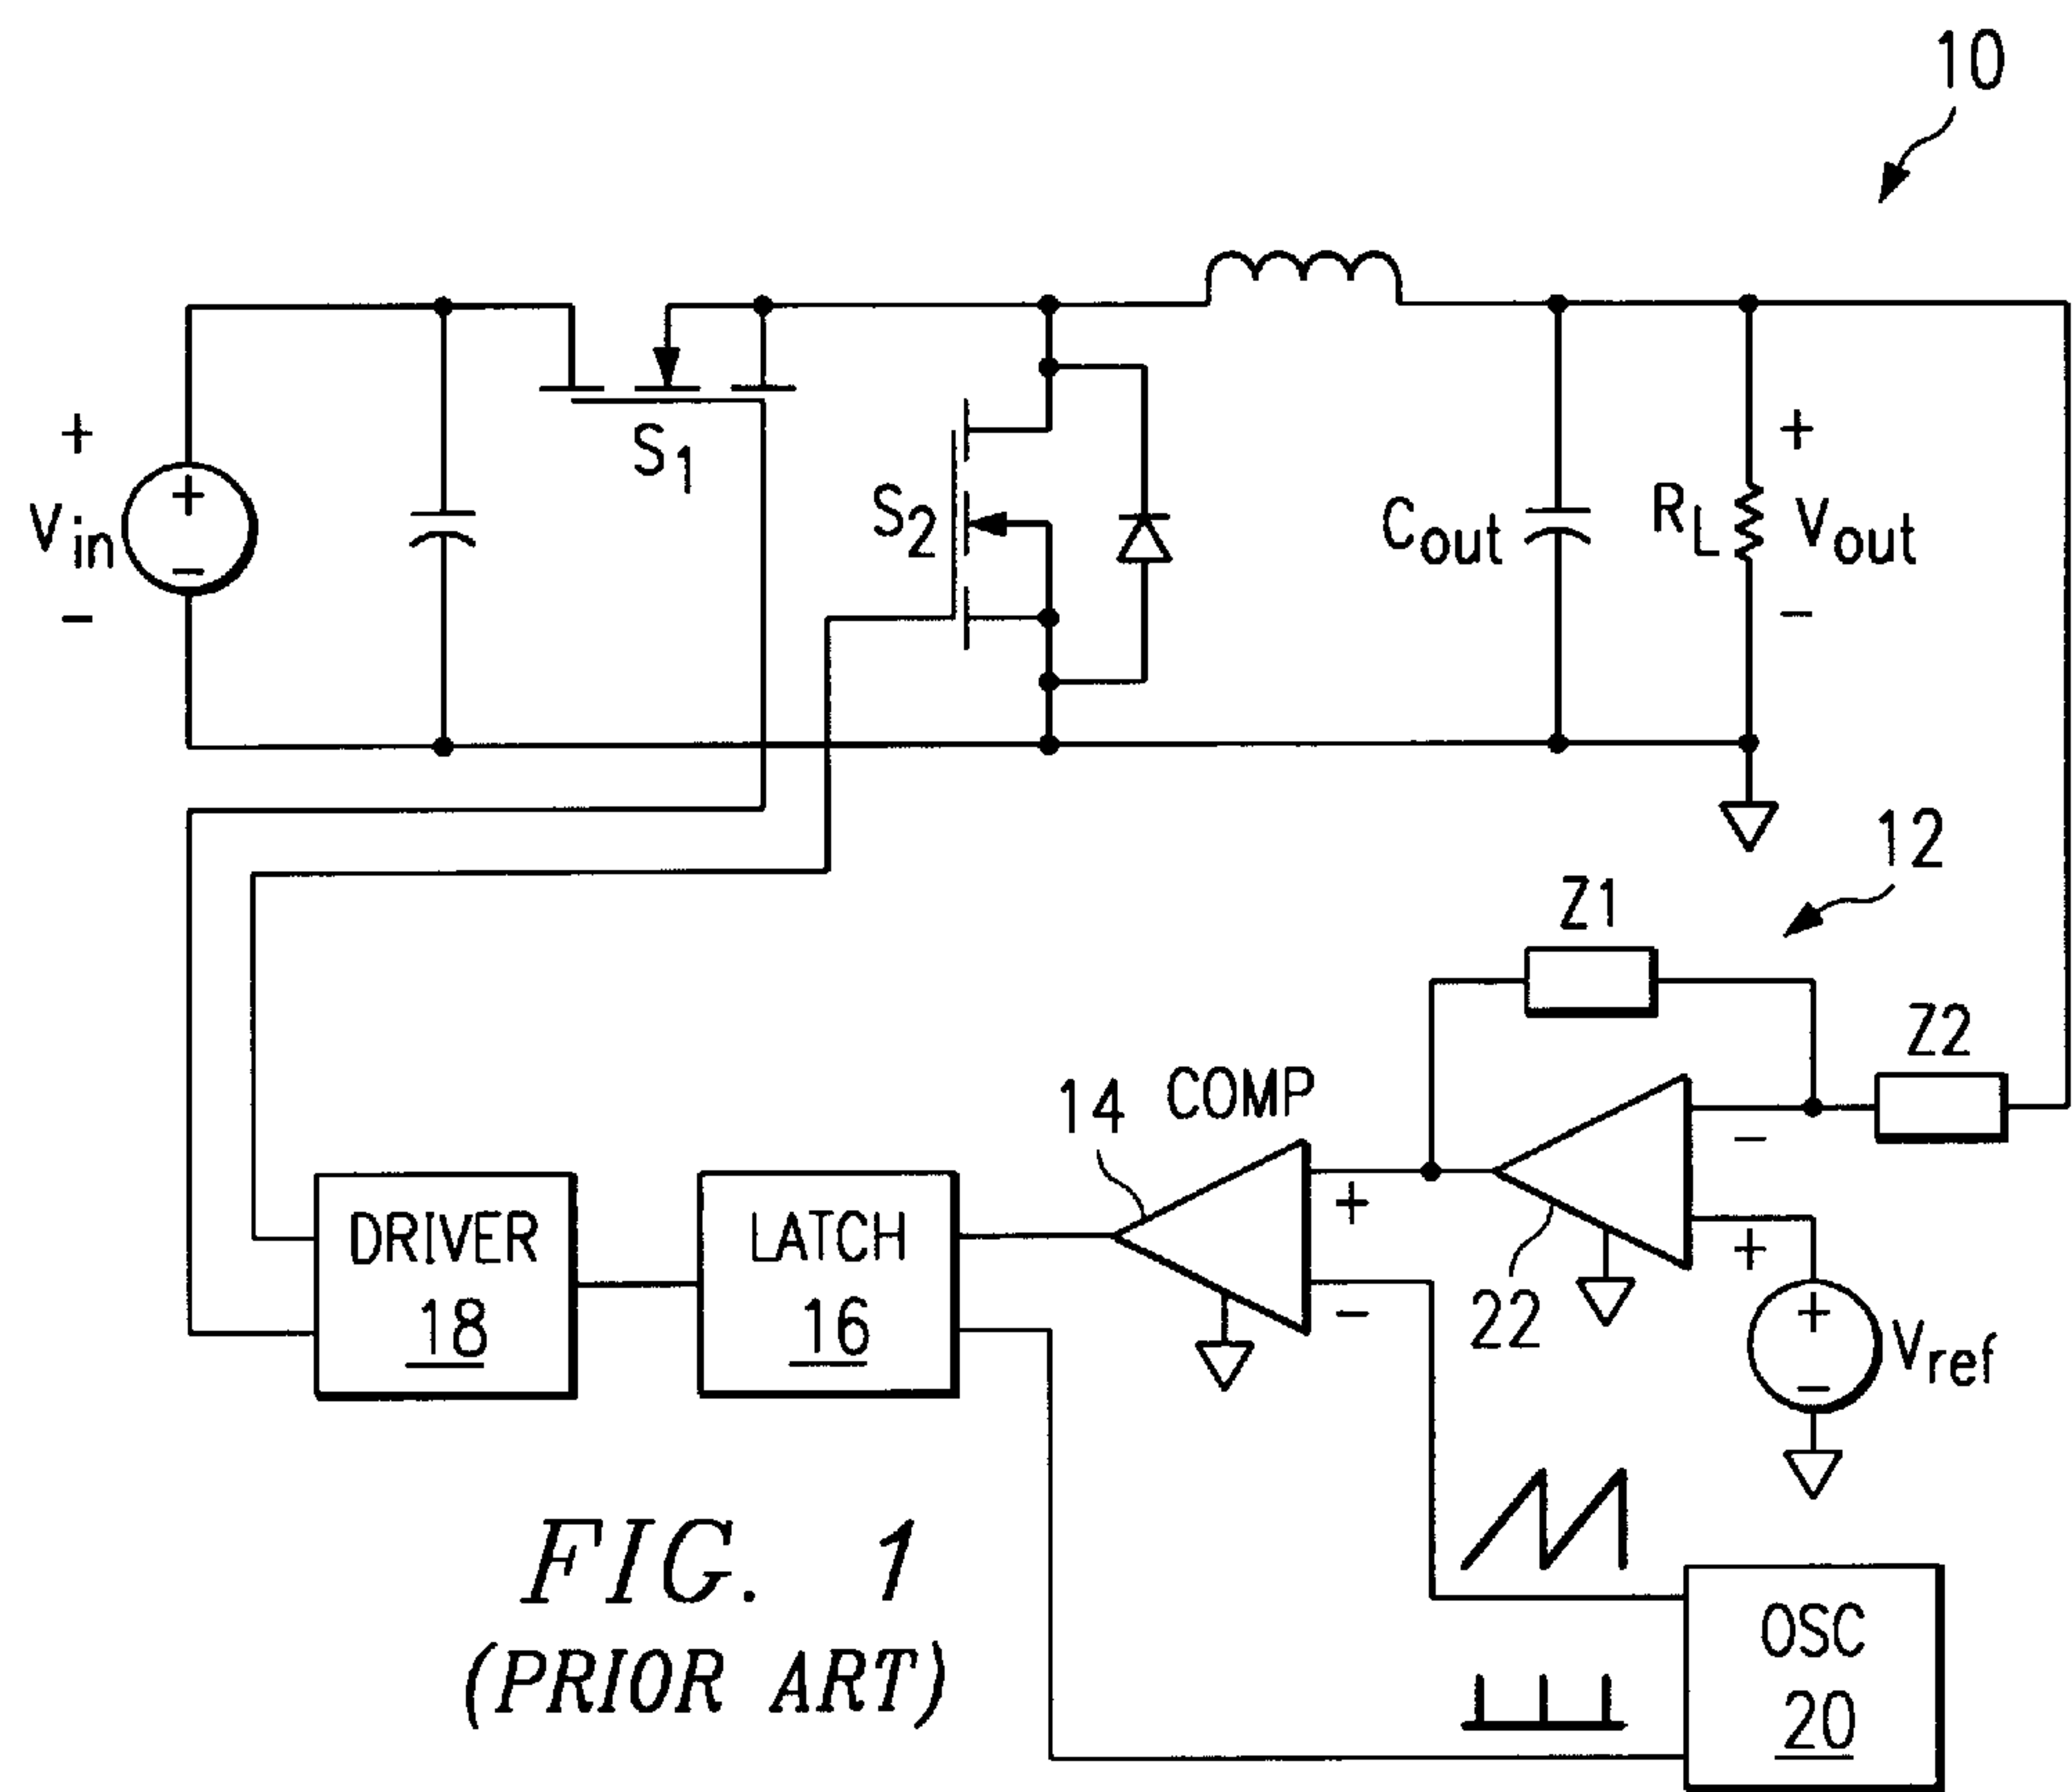 10
+
Vin
+
−
−
S1
S2
Cout
RL
+
Vout
−
12
Z1
Z2
14
COMP
+
−
−
+
22
+
−
Vref
DRIVER
18
LATCH
16
OSC
20
FIG. 1
(PRIOR ART)